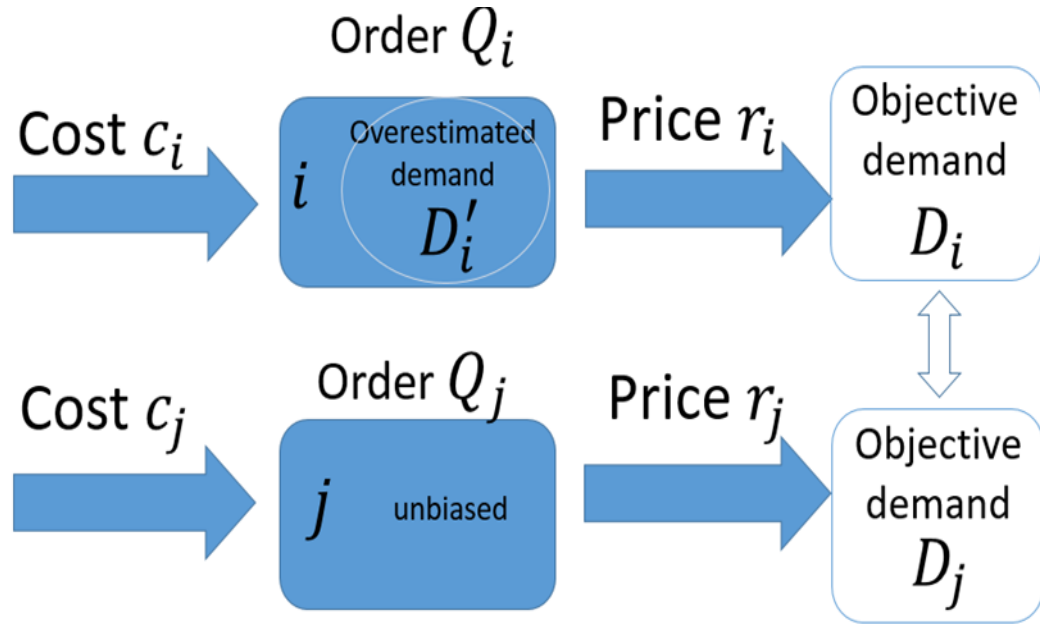 Order Q_i
Cost c_i
i
Overestimated
demand
D_i'
Price r_i
Objective
demand
D_i
Order Q_j
Cost c_j
j
unbiased
Price r_j
Objective
demand
D_j